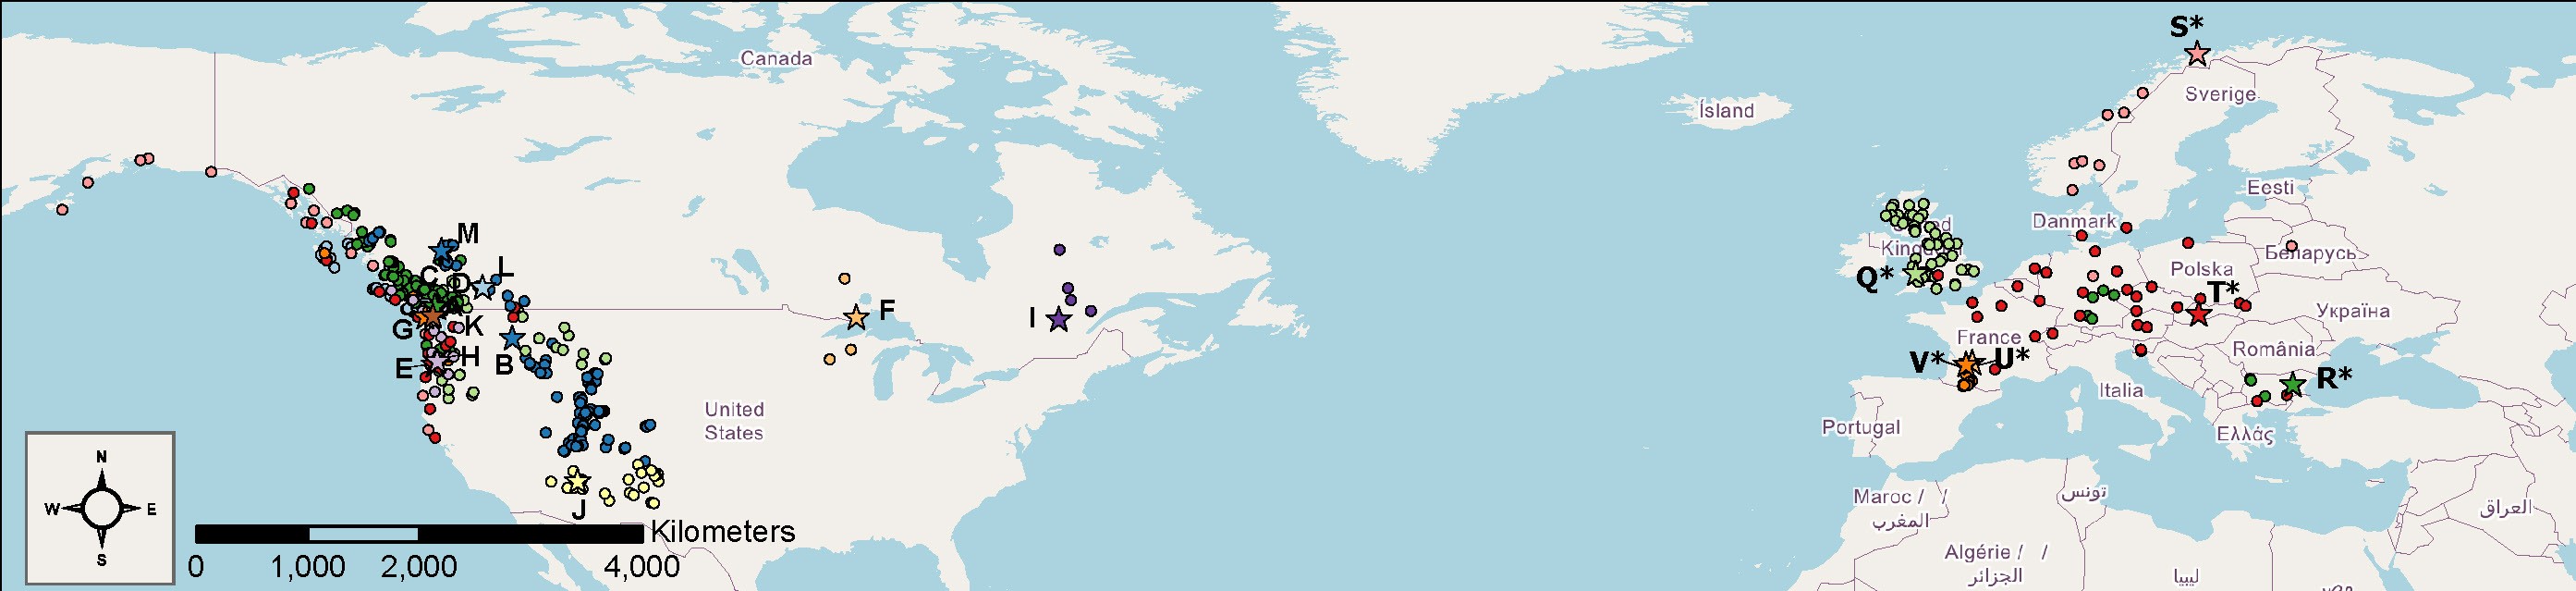 S*
Canada
Sverige
Ísland
Eesti
Danmark
United
Kingdom
M
Беларусь
L
C
D
Q*
Polska
T*
F
I
G
K
Україна
France
E
H
B
V*
U*
România
R*
United
States
Italia
Portugal
Ελλάς
N
W
E
S
J
Kilometers
0
1,000
2,000
4,000
Maroc / /
المغرب
تونس
العراق
Algérie / /
الجزائر
ليبيا